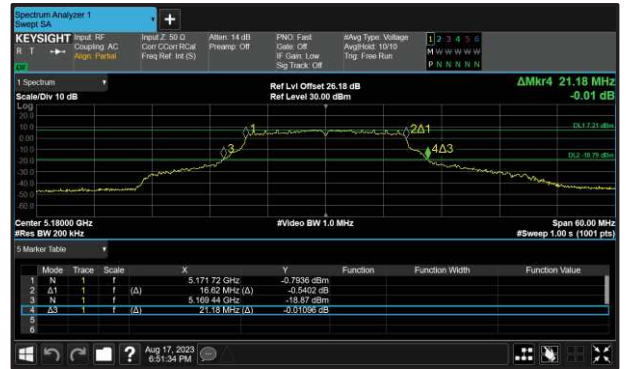 Spectrum Analyzer 1
Swept SA
KEYSIGHT Input: RF Input Z: 50 Ω Atten: 14 dB PNO: Fast #Avg Type: Voltage 1 2 3 4 5 6
R T Coupling: AC Corr CCorr RCal Preamp: Off Gate: Off Avg|Hold: 10/10 M W W W W W
Align: Partial Freq Ref: Int (S) IF Gain: Low Trig: Free Run
Sig Track: Off P N N N N N
1 Spectrum Ref Lvl Offset 26.18 dB ΔMkr4 21.18 MHz
Scale/Div 10 dB Ref Level 30.00 dBm -0.01 dB
Log
20.0
10.0 1 2Δ1 DL1 7.21 dBm
0.00
-10.0 3 4Δ3
-20.0 DL2 -18.79 dBm
-30.0
-40.0
-50.0
-60.0
Center 5.18000 GHz #Video BW 1.0 MHz Span 60.00 MHz
#Res BW 200 kHz #Sweep 1.00 s (1001 pts)
5 Marker Table
Mode Trace Scale X Y Function Function Width Function Value
1 N 1 f 5.171 72 GHz -0.7936 dBm
2 Δ1 1 f (Δ) 16.62 MHz (Δ) -0.5402 dB
3 N 1 f 5.169 44 GHz -18.87 dBm
4 Δ3 1 f (Δ) 21.18 MHz (Δ) -0.01096 dB
5
6
? Aug 17, 2023
6:51:34 PM